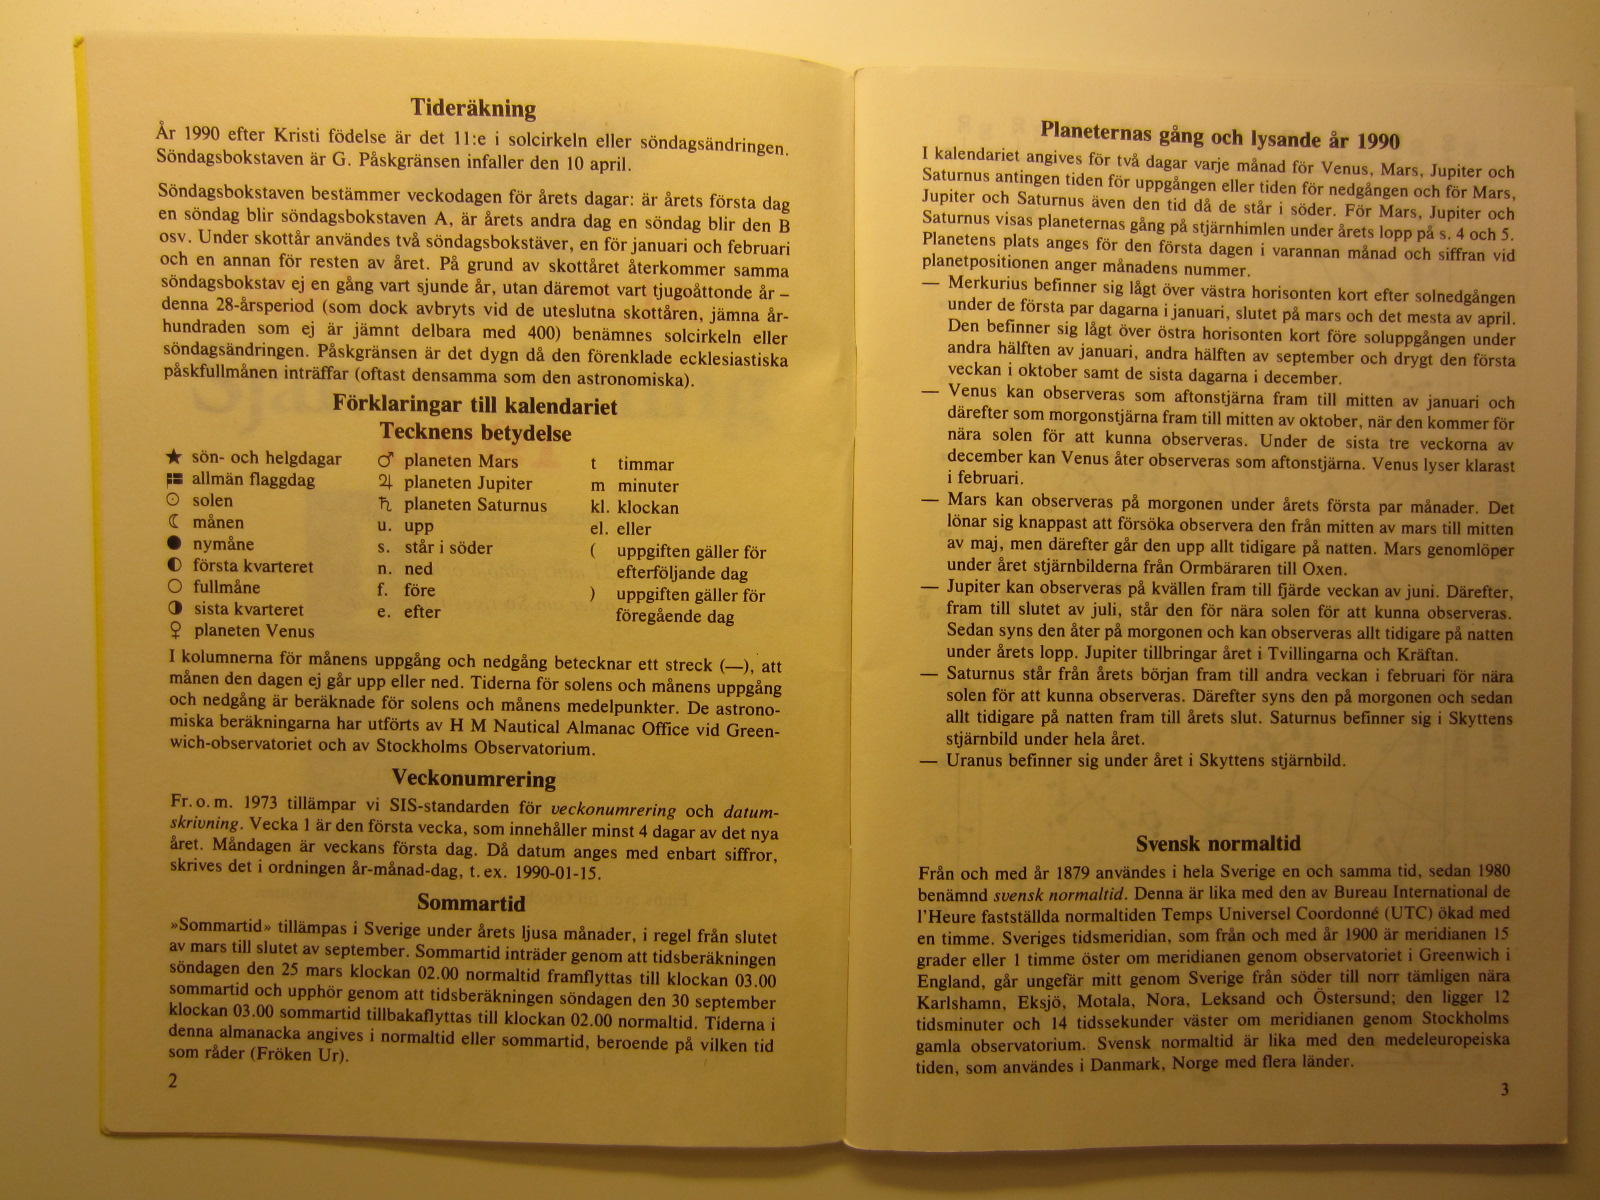 Tideräkning
År 1990 efter Kristi födelse är det 11:e i solcirkeln eller söndagsändringen.
Söndagsbokstaven är G. Påskgränsen infaller den 10 april.
Söndagsbokstaven bestämmer veckodagen för årets dagar: är årets första dag
en söndag blir söndagsbokstaven A, är årets andra dag en söndag blir den B
osv. Under skottår användes två söndagsbokstäver, en för januari och februari
och en annan för resten av året. På grund av skottåret återkommer samma
söndagsbokstav ej en gång vart sjunde år, utan däremot vart tjugoåttonde år –
denna 28-årsperiod (som dock avbryts vid de uteslutna skottåren, jämna år-
hundraden som ej är jämnt delbara med 400) benämnes solcirkeln eller
söndagsändringen. Påskgränsen är det dygn då den förenklade ecklesiastiska
påskfullmånen inträffar (oftast densamma som den astronomiska).
Förklaringar till kalendariet
Tecknens betydelse
★ sön- och helgdagar
allmän flaggdag
☉ solen
☾ månen
● nymåne
◐ första kvarteret
○ fullmåne
◑ sista kvarteret
♀ planeten Venus
♂ planeten Mars
♃ planeten Jupiter
♄ planeten Saturnus
u. upp
s. står i söder
n. ned
f. före
e. efter
t timmar
m minuter
kl. klockan
el. eller
( uppgiften gäller för
efterföljande dag
) uppgiften gäller för
föregående dag
I kolumnerna för månens uppgång och nedgång betecknar ett streck (—), att
månen den dagen ej går upp eller ned. Tiderna för solens och månens uppgång
och nedgång är beräknade för solens och månens medelpunkter. De astrono-
miska beräkningarna har utförts av H M Nautical Almanac Office vid Green-
wich-observatoriet och av Stockholms Observatorium.
Veckonumrering
Fr. o. m. 1973 tillämpar vi SIS-standarden för veckonumrering och datum-
skrivning. Vecka 1 är den första vecka, som innehåller minst 4 dagar av det nya
året. Måndagen är veckans första dag. Då datum anges med enbart siffror,
skrives det i ordningen år-månad-dag, t. ex. 1990-01-15.
Sommartid
»Sommartid» tillämpas i Sverige under årets ljusa månader, i regel från slutet
av mars till slutet av september. Sommartid inträder genom att tidsberäkningen
söndagen den 25 mars klockan 02.00 normaltid framflyttas till klockan 03.00
sommartid och upphör genom att tidsberäkningen söndagen den 30 september
klockan 03.00 sommartid tillbakaflyttas till klockan 02.00 normaltid. Tiderna i
denna almanacka angives i normaltid eller sommartid, beroende på vilken tid
som råder (Fröken Ur).
2
Planeternas gång och lysande år 1990
I kalendariet angives för två dagar varje månad för Venus, Mars, Jupiter och
Saturnus antingen tiden för uppgången eller tiden för nedgången och för Mars,
Jupiter och Saturnus även den tid då de står i söder. För Mars, Jupiter och
Saturnus visas planeternas gång på stjärnhimlen under årets lopp på s. 4 och 5.
Planetens plats anges för den första dagen i varannan månad och siffran vid
planetpositionen anger månadens nummer.
— Merkurius befinner sig lågt över västra horisonten kort efter solnedgången
under de första par dagarna i januari, slutet på mars och det mesta av april.
Den befinner sig lågt över östra horisonten kort före soluppgången under
andra hälften av januari, andra hälften av september och drygt den första
veckan i oktober samt de sista dagarna i december.
— Venus kan observeras som aftonstjärna fram till mitten av januari och
därefter som morgonstjärna fram till mitten av oktober, när den kommer för
nära solen för att kunna observeras. Under de sista tre veckorna av
december kan Venus åter observeras som aftonstjärna. Venus lyser klarast
i februari.
— Mars kan observeras på morgonen under årets första par månader. Det
lönar sig knappast att försöka observera den från mitten av mars till mitten
av maj, men därefter går den upp allt tidigare på natten. Mars genomlöper
under året stjärnbilderna från Ormbäraren till Oxen.
— Jupiter kan observeras på kvällen fram till fjärde veckan av juni. Därefter,
fram till slutet av juli, står den för nära solen för att kunna observeras.
Sedan syns den åter på morgonen och kan observeras allt tidigare på natten
under årets lopp. Jupiter tillbringar året i Tvillingarna och Kräftan.
— Saturnus står från årets början fram till andra veckan i februari för nära
solen för att kunna observeras. Därefter syns den på morgonen och sedan
allt tidigare på natten fram till årets slut. Saturnus befinner sig i Skyttens
stjärnbild under hela året.
— Uranus befinner sig under året i Skyttens stjärnbild.
Svensk normaltid
Från och med år 1879 användes i hela Sverige en och samma tid, sedan 1980
benämnd svensk normaltid. Denna är lika med den av Bureau International de
l'Heure fastställda normaltiden Temps Universel Coordonné (UTC) ökad med
en timme. Sveriges tidsmeridian, som från och med år 1900 är meridianen 15
grader eller 1 timme öster om meridianen genom observatoriet i Greenwich i
England, går ungefär mitt genom Sverige från söder till norr tämligen nära
Karlshamn, Eksjö, Motala, Nora, Leksand och Östersund; den ligger 12
tidsminuter och 14 tidssekunder väster om meridianen genom Stockholms
gamla observatorium. Svensk normaltid är lika med den medeleuropeiska
tiden, som användes i Danmark, Norge med flera länder.
3